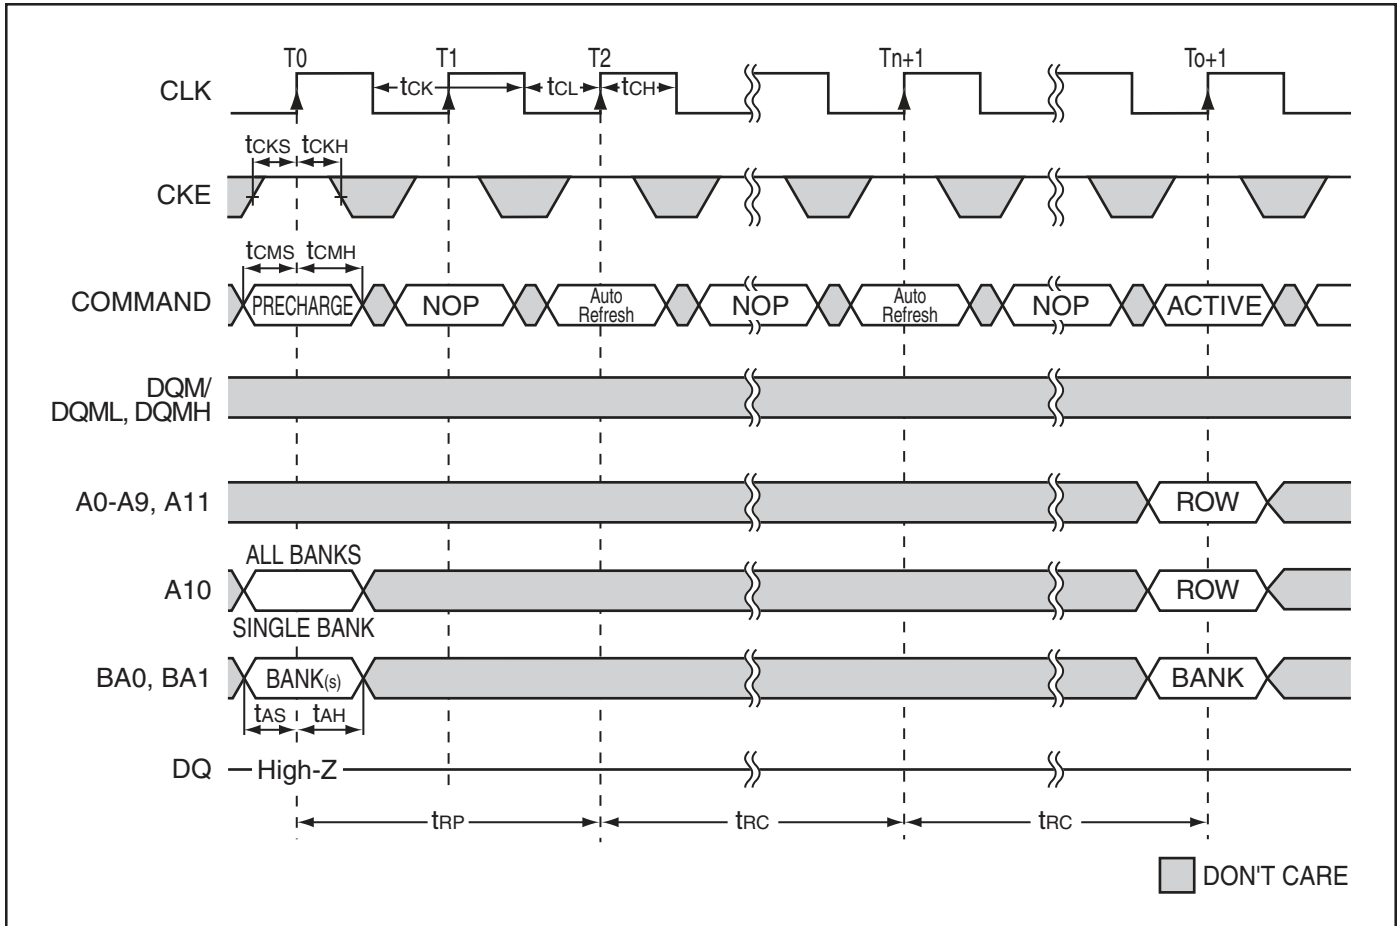 T0 T1 T2 Tn+1 To+1
CLK tCK tCL tCH
tCKS tCKH
CKE
tCMS tCMH
COMMAND PRECHARGE NOP Auto Refresh NOP Auto Refresh NOP ACTIVE
DQM/
DQML, DQMH
A0-A9, A11 ROW
ALL BANKS
A10 ROW
SINGLE BANK
BA0, BA1 BANK(s) BANK
tAS tAH
DQ High-Z
tRP tRC tRC
DON'T CARE